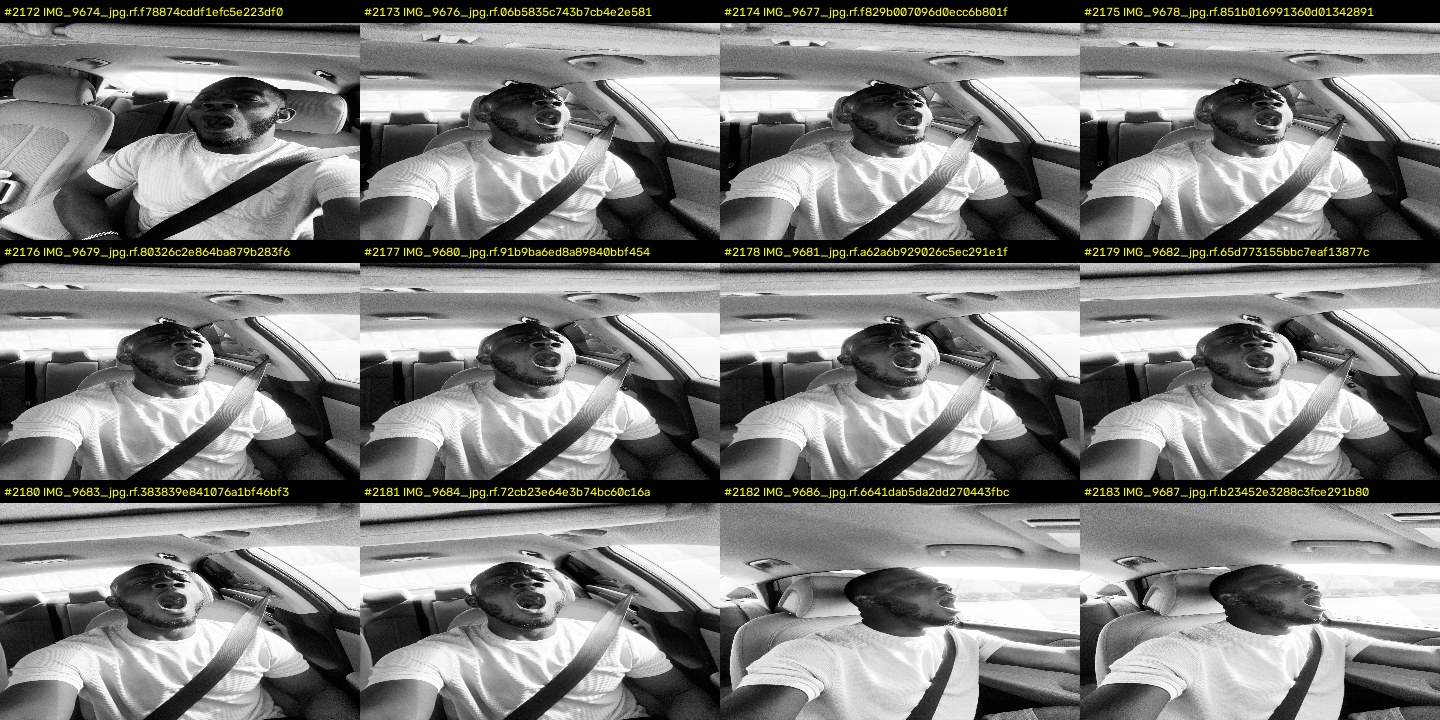 #2172 IMG_9674_jpg.rf.f78874cddf1efc5e223df0
#2173 IMG_9676_jpg.rf.06b5835c743b7cb4e2e581
#2174 IMG_9677_jpg.rf.f829b007096d0ecc6b801f
#2175 IMG_9678_jpg.rf.851b016991360d01342891
#2176 IMG_9679_jpg.rf.80326c2e864ba879b283f6
#2177 IMG_9680_jpg.rf.91b9ba6ed8a89840bbf454
#2178 IMG_9681_jpg.rf.a62a6b929026c5ec291e1f
#2179 IMG_9682_jpg.rf.65d773155bbc7eaf13877c
#2180 IMG_9683_jpg.rf.383839e841076a1bf46bf3
#2181 IMG_9684_jpg.rf.72cb23e64e3b74bc60c16a
#2182 IMG_9686_jpg.rf.6641dab5da2dd270443fbc
#2183 IMG_9687_jpg.rf.b23452e3288c3fce291b80